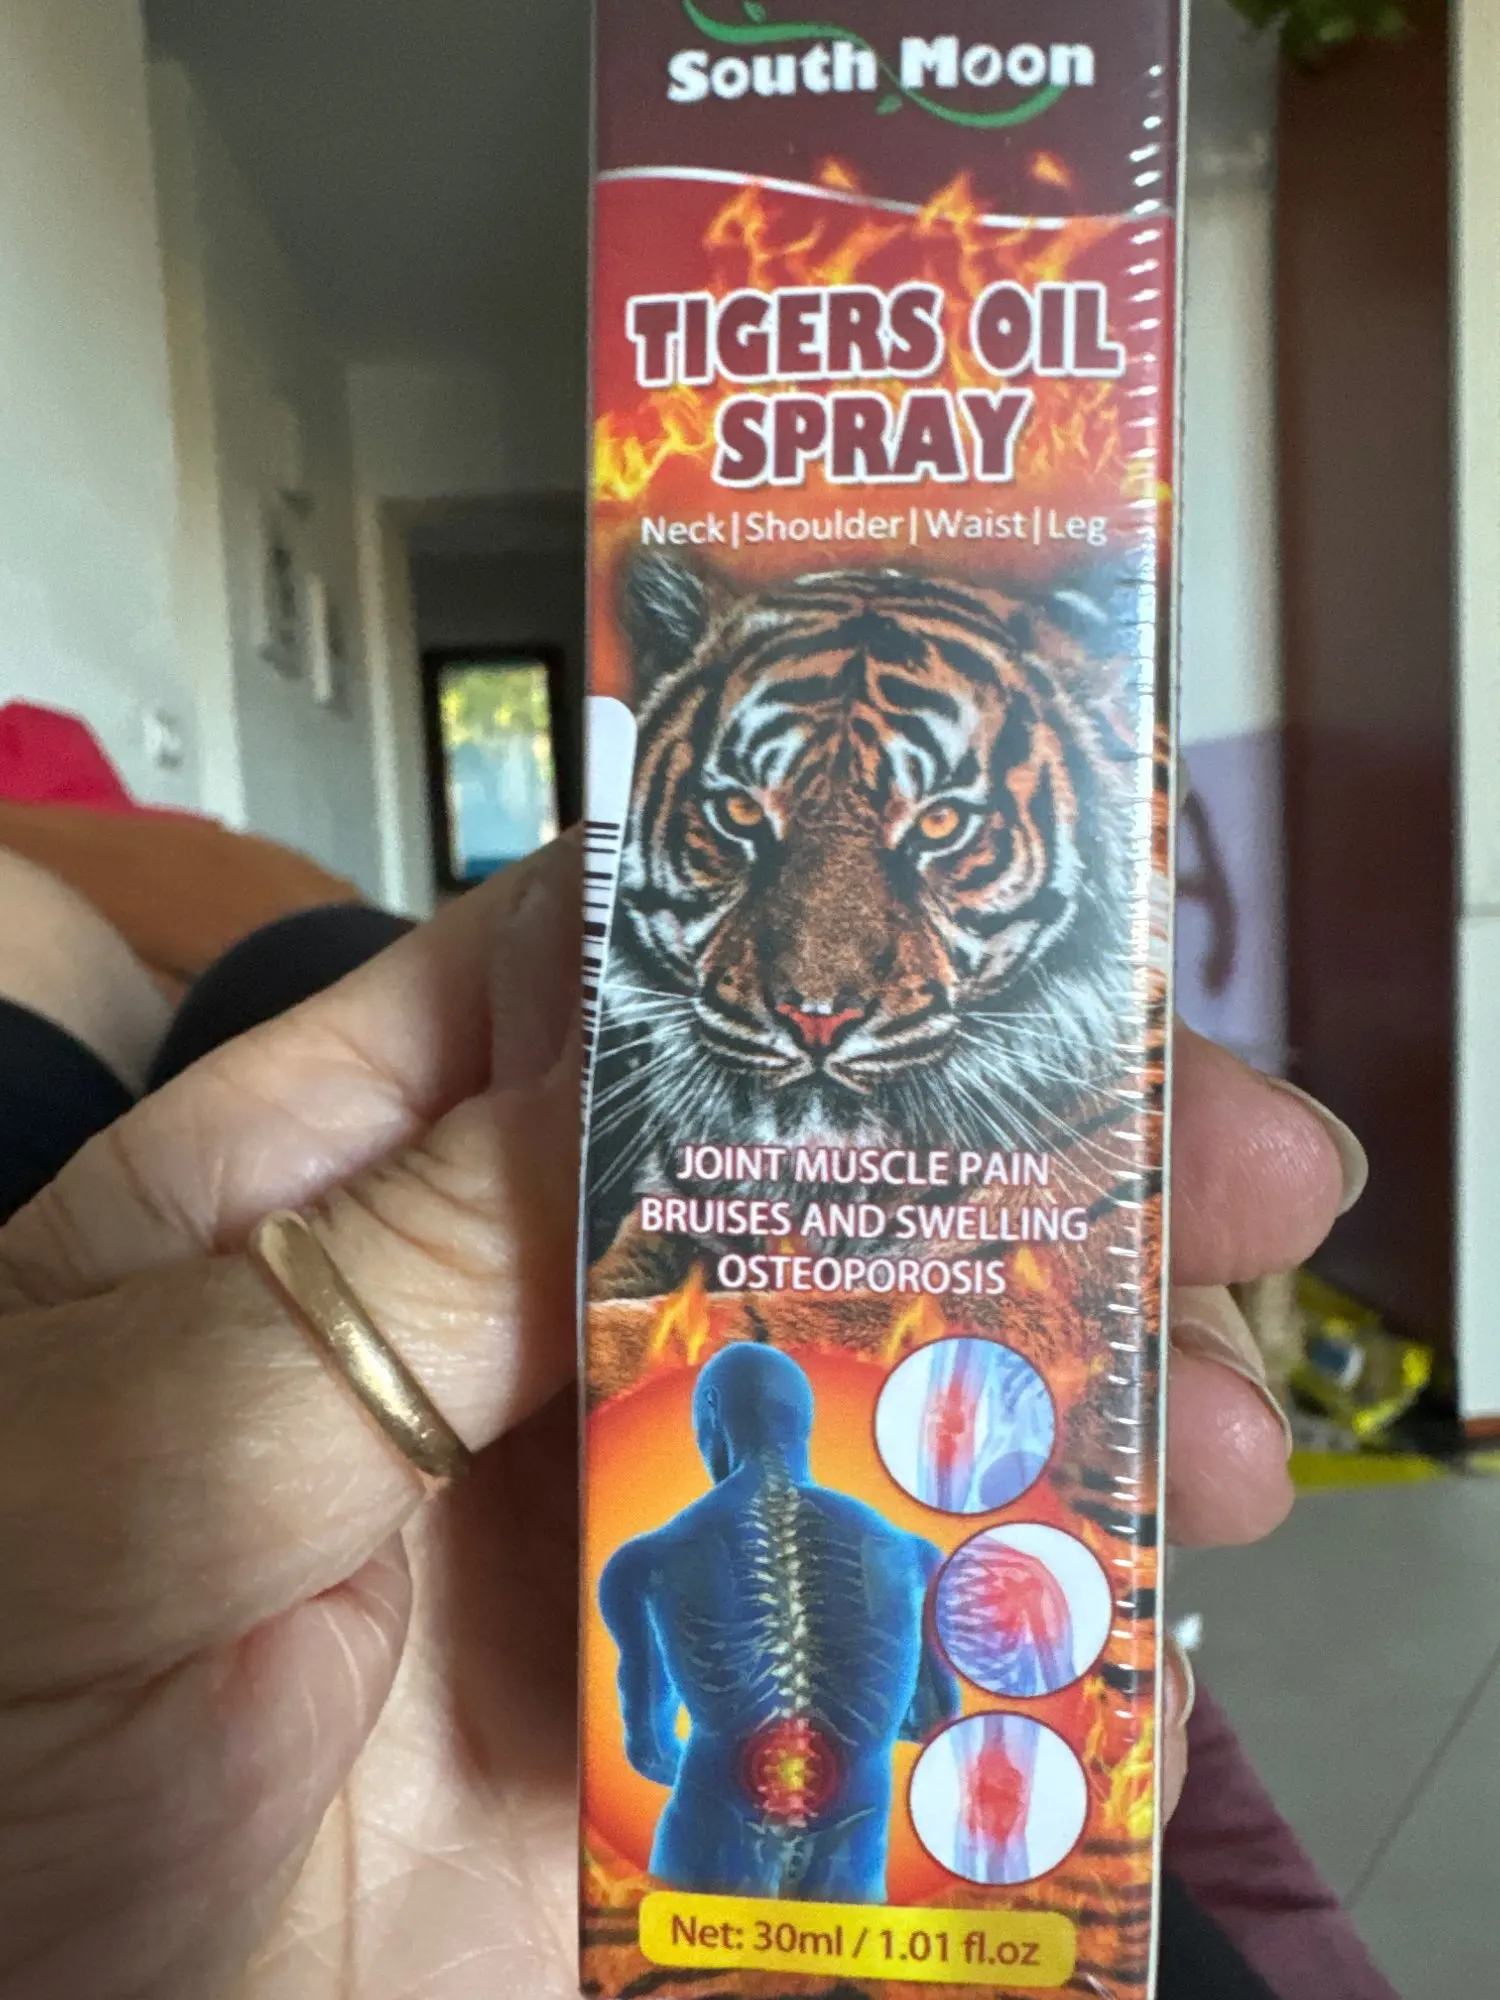 South Moon
TIGERS OIL
SPRAY
Neck|Shoulder|Waist|Leg
JOINT MUSCLE PAIN
BRUISES AND SWELLING
OSTEOPOROSIS
Net: 30ml / 1.01 fl.oz